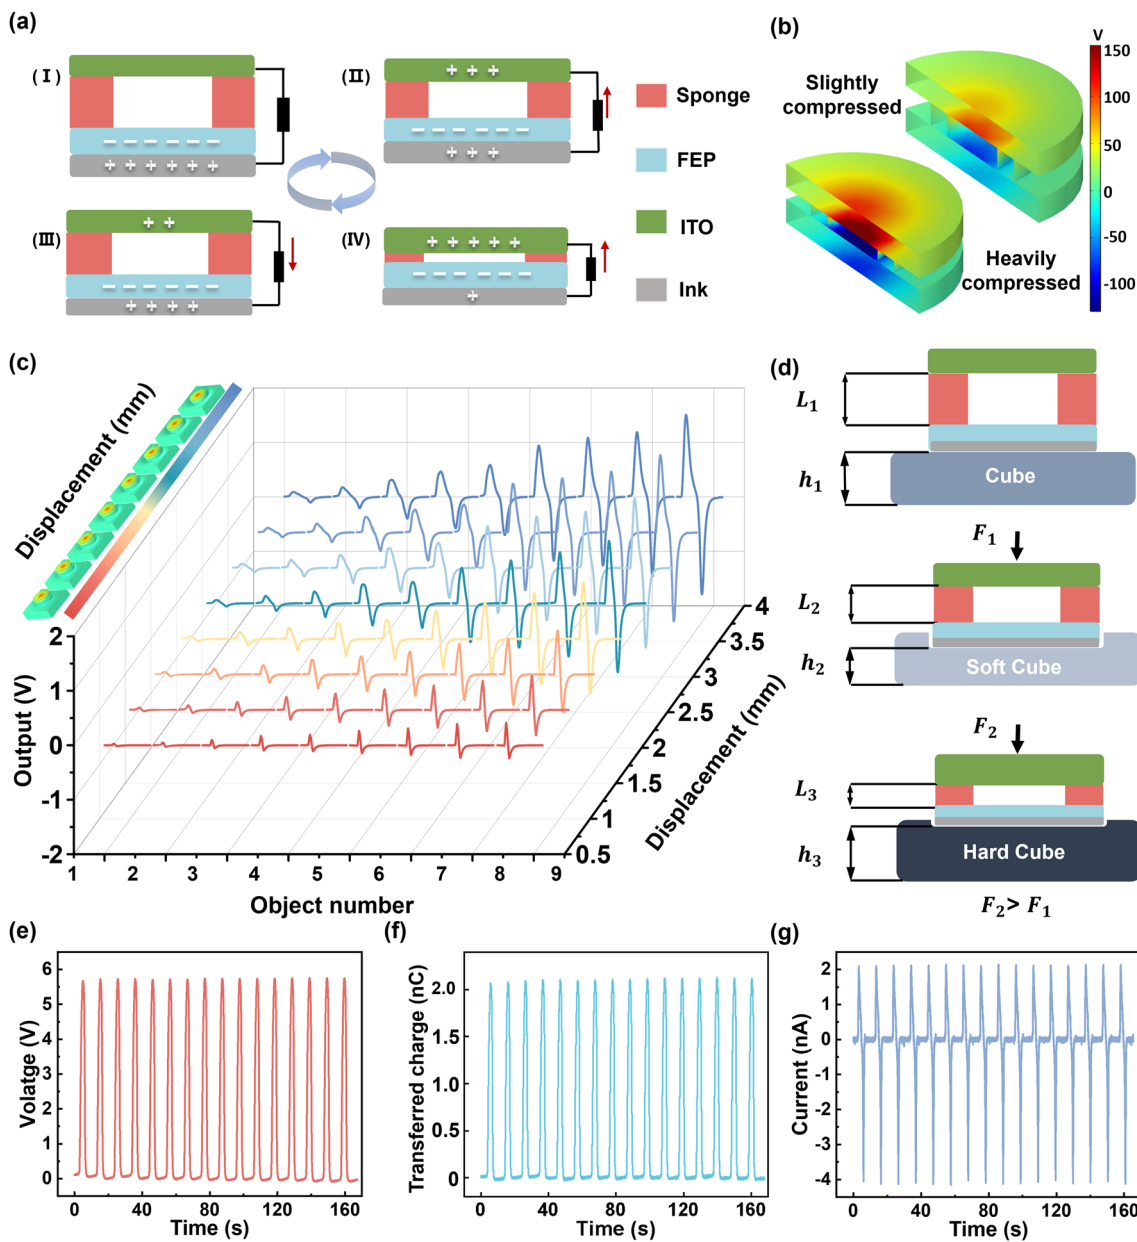 (a)
(I)
(II)
+ + +
− − − − − −
+ + + + + +
− − − − − −
+ + +
(III)
+ +
− − − − − −
+ + + +
(IV)
+ + + + +
− − − − − −
+
Sponge
FEP
ITO
Ink
(b)
Slightly
compressed
Heavily
compressed
V
150
100
50
0
-50
-100
(c)
Displacement (mm)
Output (V)
2
1
0
-1
-2
1 2 3 4 5 6 7 8 9
Object number
0.5
1
1.5
2
2.5
3
3.5
4
Displacement (mm)
(d)
L1
h1
Cube
F1
L2
h2
Soft Cube
F2
L3
h3
Hard Cube
F2> F1
(e)
Volatge (V)
6
5
4
3
2
1
0
0 40 80 120 160
Time (s)
(f)
Transferred charge (nC)
2.0
1.5
1.0
0.5
0
0 40 80 120 160
Time (s)
(g)
Current (nA)
2
1
0
-1
-2
-3
-4
0 40 80 120 160
Time (s)